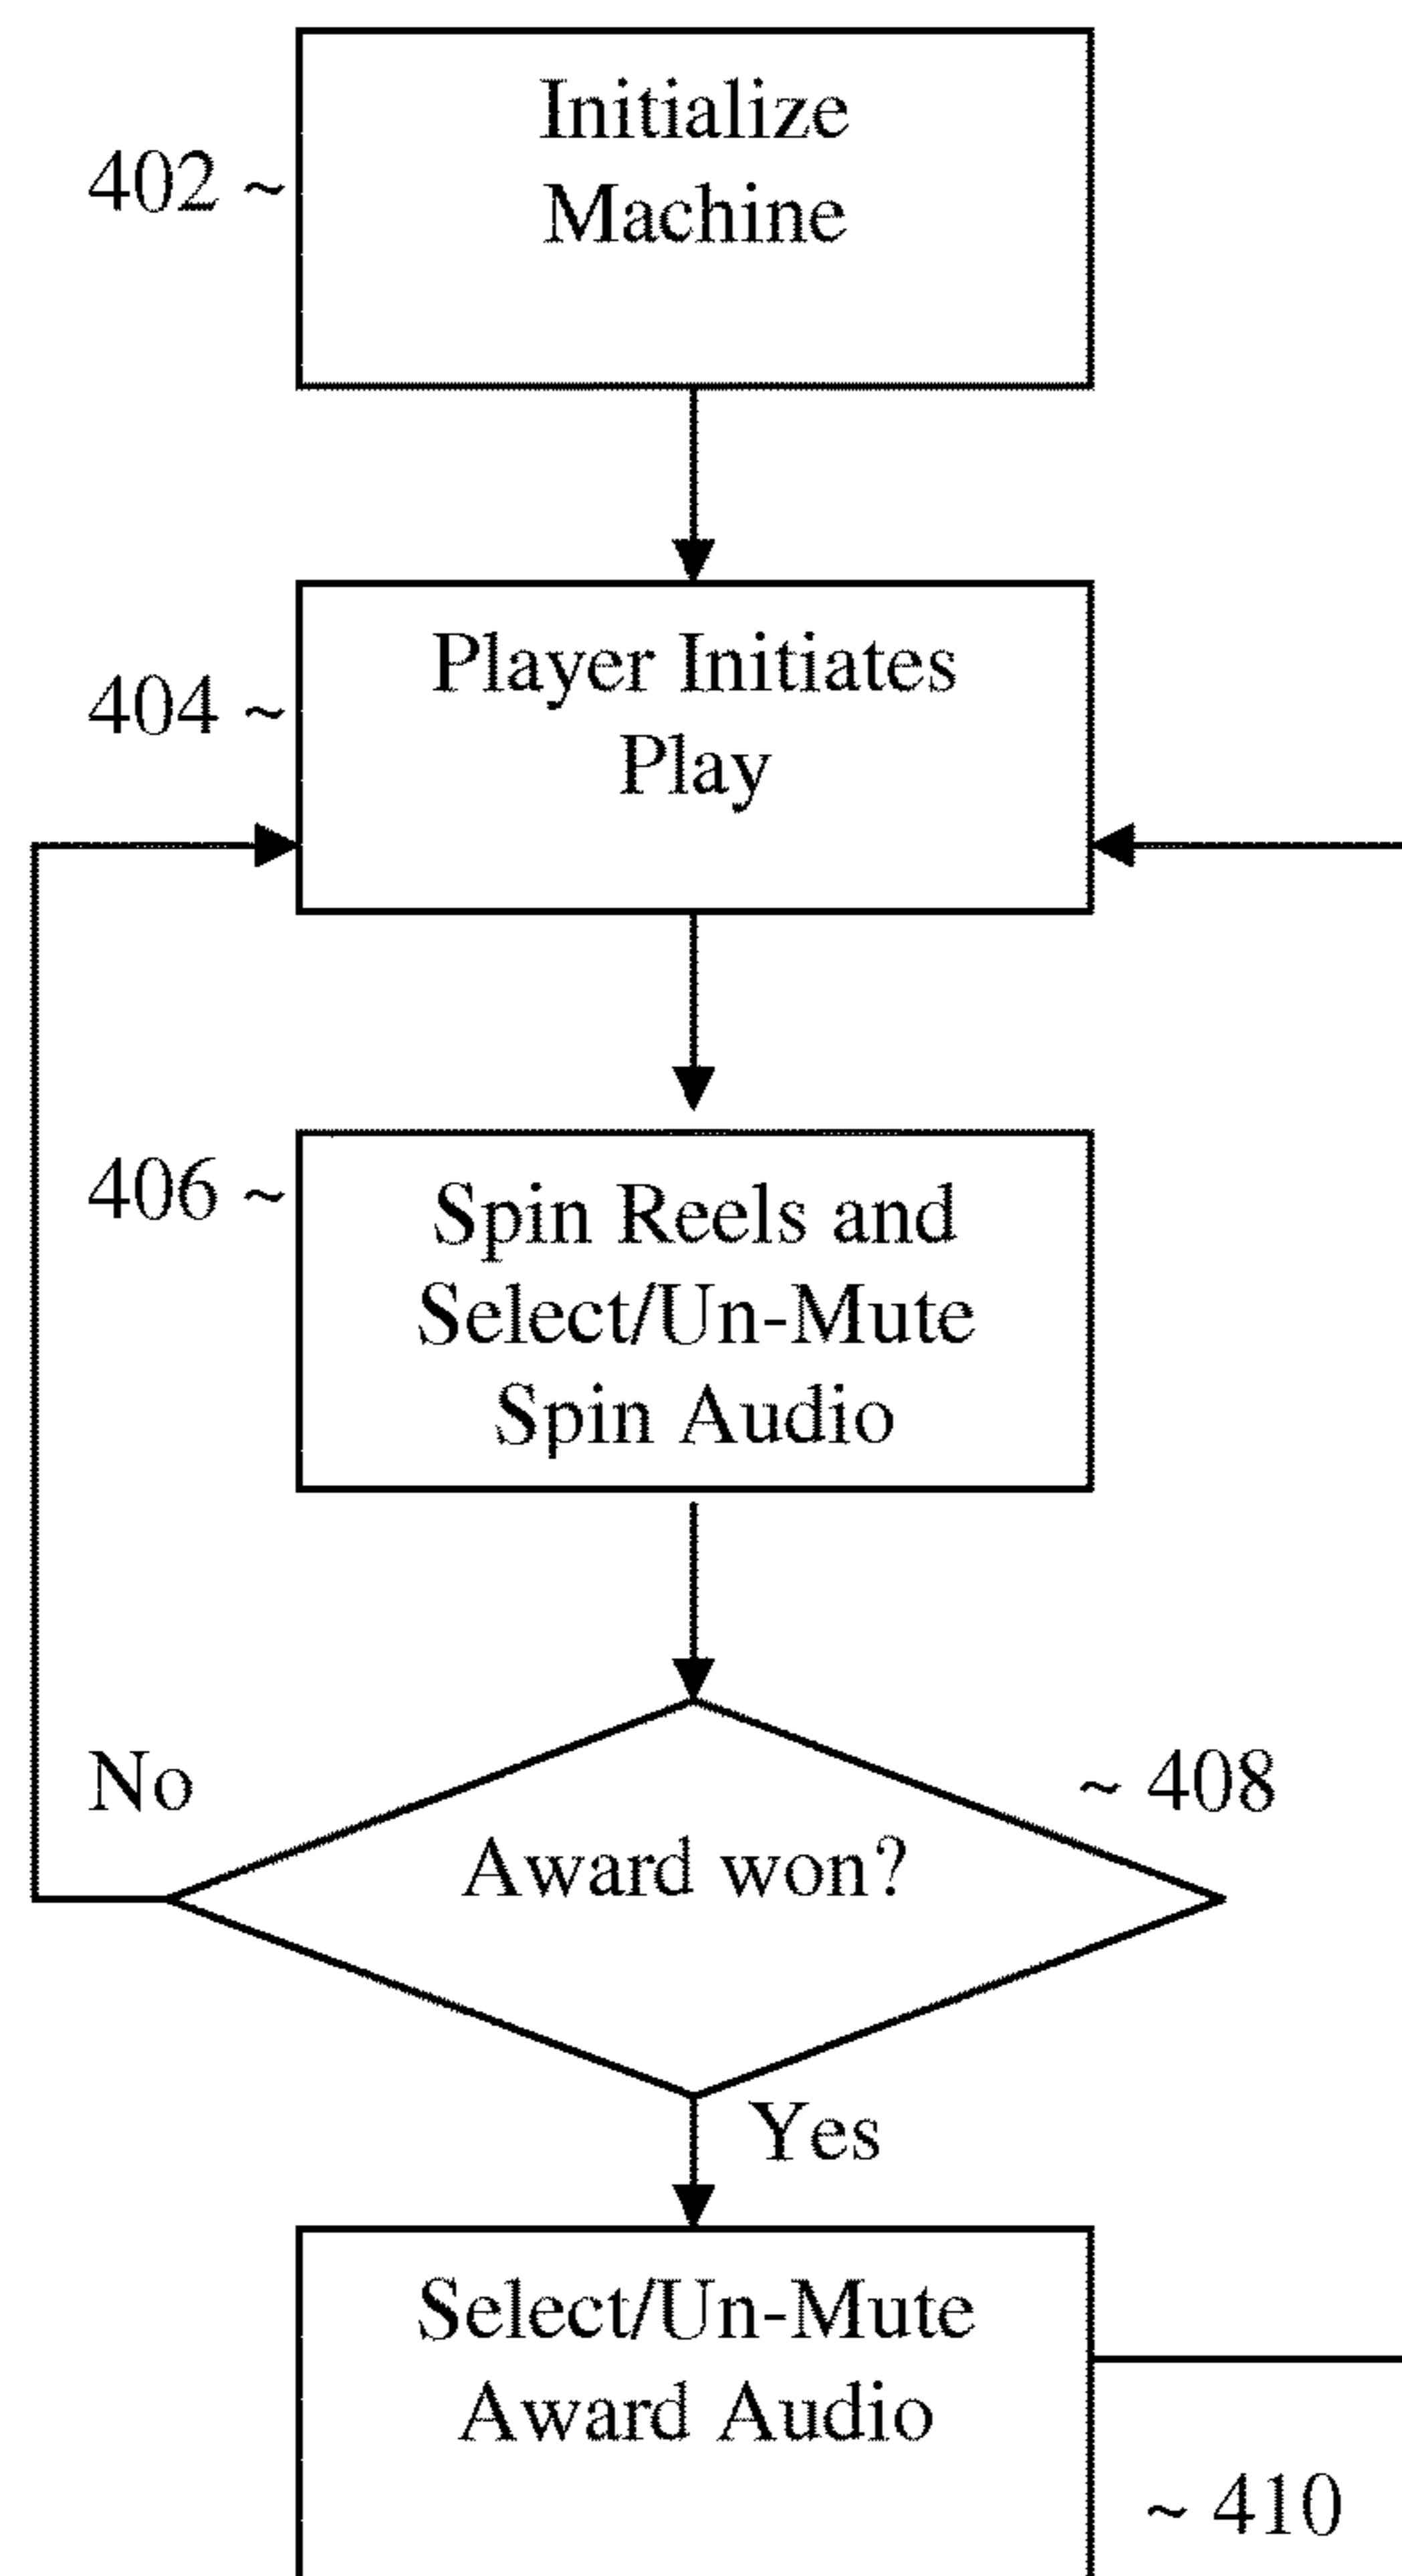 Initialize
Machine
402 ~
Player Initiates
Play
404 ~
406 ~
Spin Reels and
Select/Un-Mute
Spin Audio
No
~ 408
Award won?
Yes
Select/Un-Mute
Award Audio
~ 410